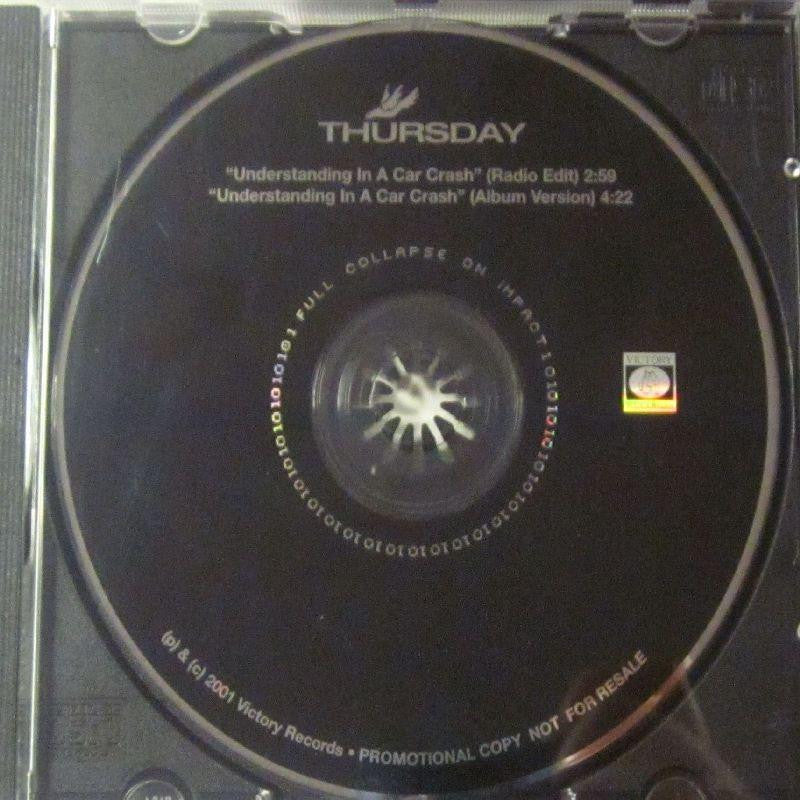 THURSDAY
"Understanding In A Car Crash" (Radio Edit) 2:59
"Understanding In A Car Crash" (Album Version) 4:22
FULL COLLAPSE ON IMPACT
1010101010101010101010101010101010101010101010101
VICTORY
(p) & (c) 2001 Victory Records • PROMOTIONAL COPY NOT FOR RESALE